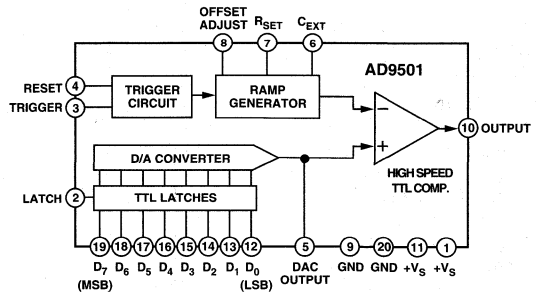 OFFSET
ADJUST
RSET
CEXT
8
7
6
AD9501
RESET
4
TRIGGER
3
TRIGGER
CIRCUIT
RAMP
GENERATOR
−
+
10
OUTPUT
D/A CONVERTER
HIGH SPEED
TTL COMP.
LATCH
2
TTL LATCHES
19 18 17 16 15 14 13 12 5 9 20 11 1
D7 D6 D5 D4 D3 D2 D1 D0 DAC GND GND +VS +VS
(MSB) (LSB) OUTPUT